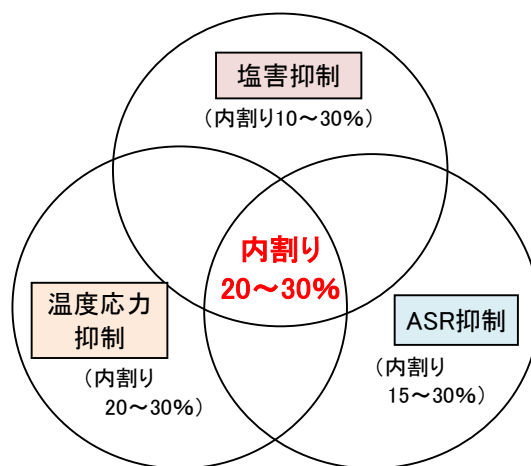 塩害抑制
（内割り10～30%）
内割り
20～30%
温度応力
抑制
（内割り
20～30%）
ASR抑制
（内割り
15～30%）